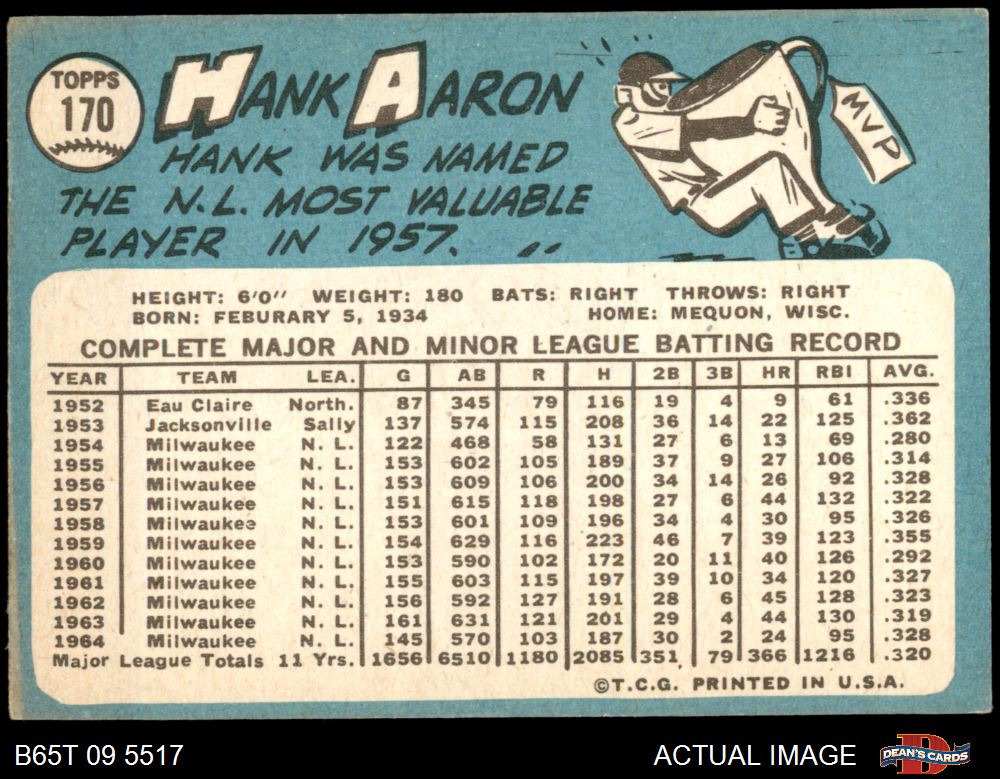 TOPPS
170
HANK AARON
HANK WAS NAMED
THE N.L. MOST VALUABLE
PLAYER IN 1957.
MVP
HEIGHT: 6'0" WEIGHT: 180 BATS: RIGHT THROWS: RIGHT
BORN: FEBURARY 5, 1934 HOME: MEQUON, WISC.
COMPLETE MAJOR AND MINOR LEAGUE BATTING RECORD
YEAR TEAM LEA. G AB R H 2B 3B HR RBI AVG.
1952 Eau Claire North. 87 345 79 116 19 4 9 61 .336
1953 Jacksonville Sally 137 574 115 208 36 14 22 125 .362
1954 Milwaukee N. L. 122 468 58 131 27 6 13 69 .280
1955 Milwaukee N. L. 153 602 105 189 37 9 27 106 .314
1956 Milwaukee N. L. 153 609 106 200 34 14 26 92 .328
1957 Milwaukee N. L. 151 615 118 198 27 6 44 132 .322
1958 Milwaukee N. L. 153 601 109 196 34 4 30 95 .326
1959 Milwaukee N. L. 154 629 116 223 46 7 39 123 .355
1960 Milwaukee N. L. 153 590 102 172 20 11 40 126 .292
1961 Milwaukee N. L. 155 603 115 197 39 10 34 120 .327
1962 Milwaukee N. L. 156 592 127 191 28 6 45 128 .323
1963 Milwaukee N. L. 161 631 121 201 29 4 44 130 .319
1964 Milwaukee N. L. 145 570 103 187 30 2 24 95 .328
Major League Totals 11 Yrs. 1656 6510 1180 2085 351 79 366 1216 .320
©T.C.G. PRINTED IN U.S.A.
B65T 09 5517 ACTUAL IMAGE DEAN'S CARDS